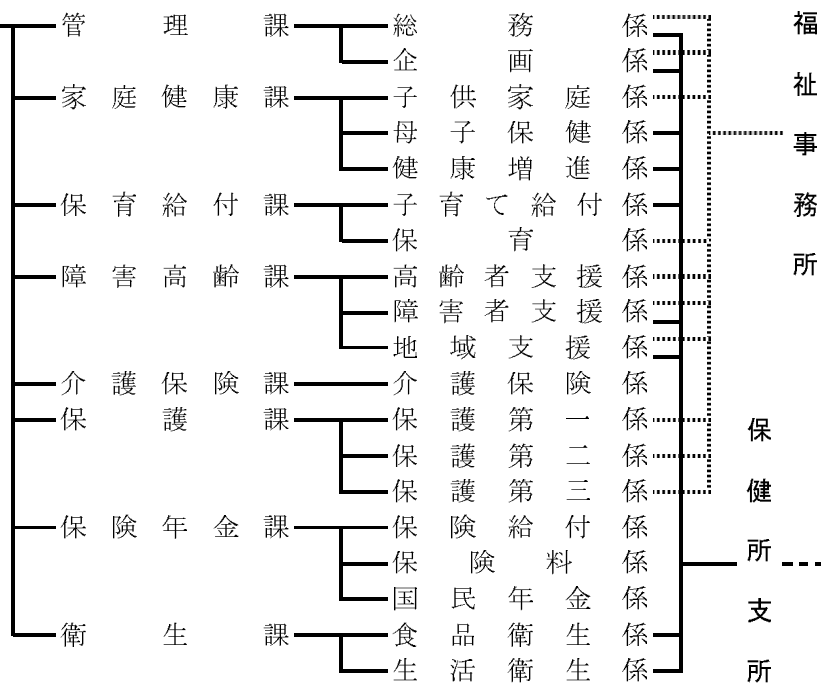 管理課 総務係
企画係
家庭健康課 子供家庭係
母子保健係
健康増進係
保育給付課 子育て給付係
保育係
障害高齢課 高齢者支援係
障害者支援係
地域支援係
介護保険課 介護保険係
保護課 保護第一係
保護第二係
保護第三係
保険年金課 保険給付係
保険料係
国民年金係
衛生課 食品衛生係
生活衛生係
福祉事務所
保健所支所